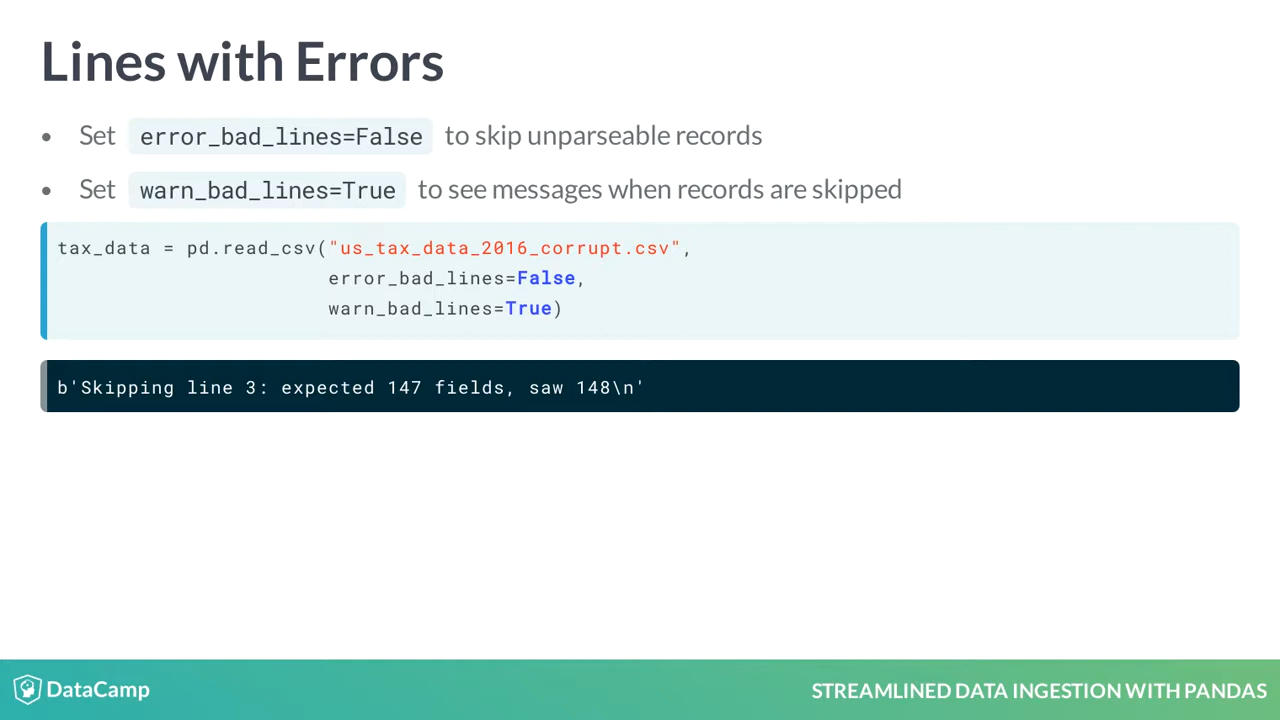 Lines with Errors
• Set error_bad_lines=False to skip unparseable records
• Set warn_bad_lines=True to see messages when records are skipped
tax_data = pd.read_csv("us_tax_data_2016_corrupt.csv",
error_bad_lines=False,
warn_bad_lines=True)
b'Skipping line 3: expected 147 fields, saw 148\n'
DataCamp
STREAMLINED DATA INGESTION WITH PANDAS